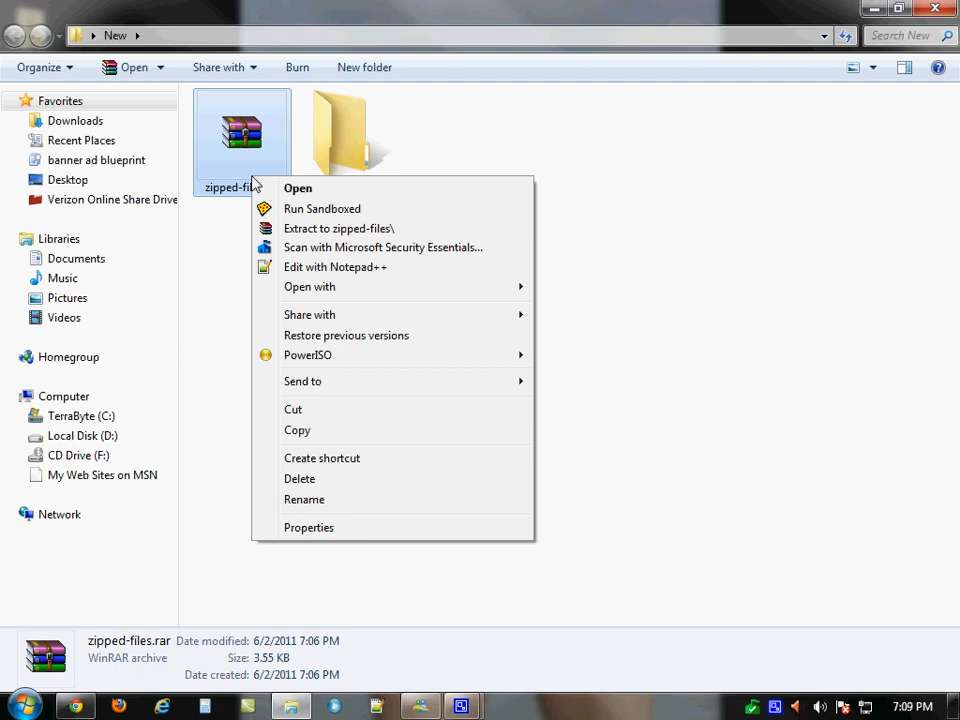 New
Search New
Organize
Open
Share with
Burn
New folder
Favorites
Downloads
Recent Places
banner ad blueprint
Desktop
Verizon Online Share Drive
Libraries
Documents
Music
Pictures
Videos
Homegroup
Computer
TerraByte (C:)
Local Disk (D:)
CD Drive (F:)
My Web Sites on MSN
Network
Open
Run Sandboxed
Extract to zipped-files\
Scan with Microsoft Security Essentials...
Edit with Notepad++
Open with
Share with
Restore previous versions
PowerISO
Send to
Cut
Copy
Create shortcut
Delete
Rename
Properties
zipped-files.rar Date modified: 6/2/2011 7:06 PM
WinRAR archive Size: 3.55 KB
Date created: 6/2/2011 7:06 PM
7:09 PM